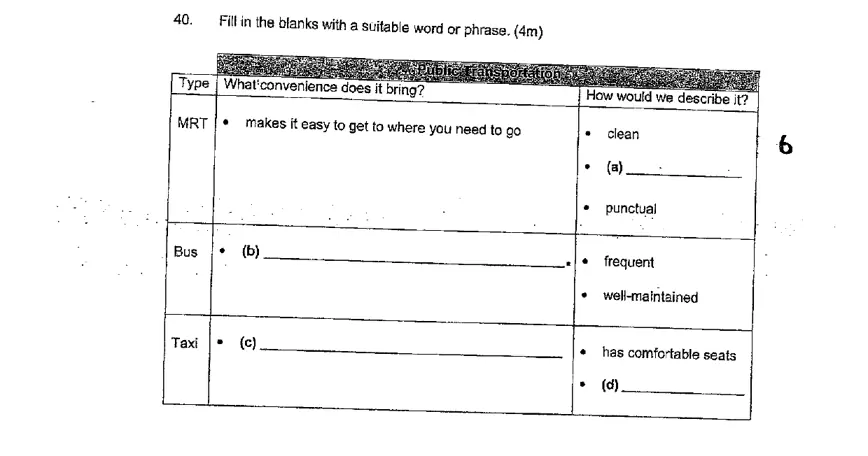 40. Fill in the blanks with a suitable word or phrase. (4m)
Public Transportation
Type What convenience does it bring? How would we describe it?
MRT • makes it easy to get to where you need to go • clean
• (a)
• punctual
6
Bus • (b) . • frequent
• well-maintained
Taxi • (c) • has comfortable seats
• (d)